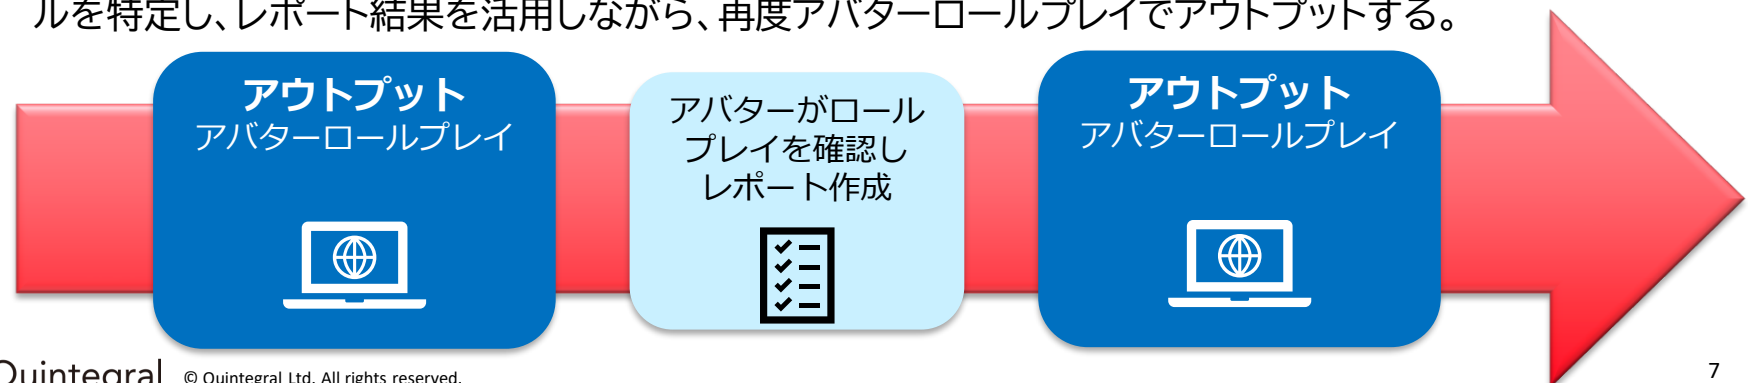 ルを特定し、レポート結果を活用しながら、再度アバターロールプレイでアウトプットする。
アウトプット
アバターロールプレイ
アバターがロール
プレイを確認し
レポート作成
アウトプット
アバターロールプレイ
Quintegral © Quintegral Ltd. All rights reserved.
7